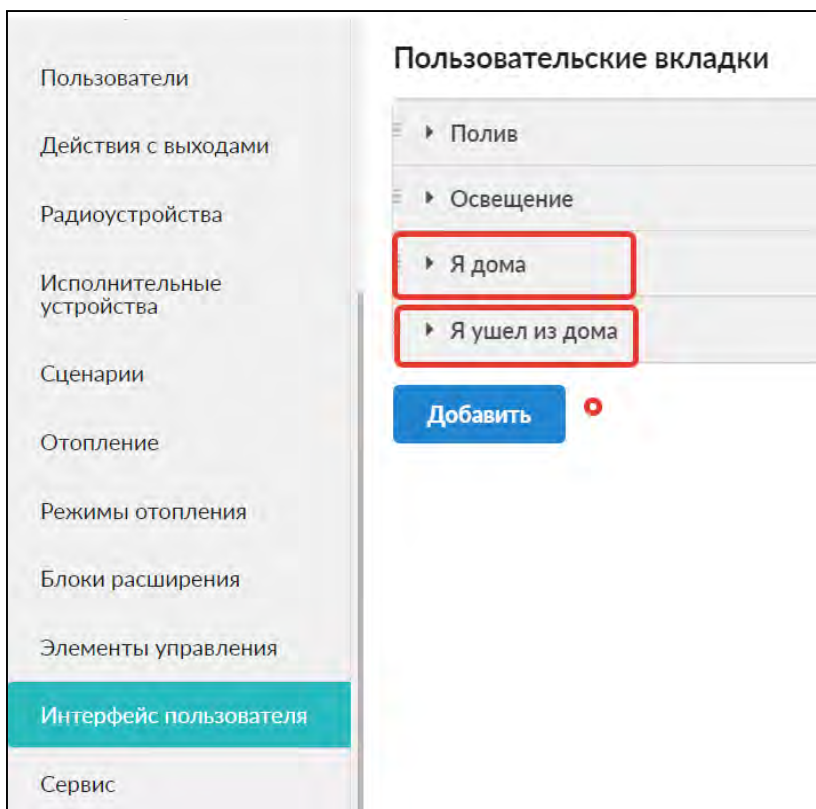 Пользователи
Действия с выходами
Радиоустройства
Исполнительные
устройства
Сценарии
Отопление
Режимы отопления
Блоки расширения
Элементы управления
Интерфейс пользователя
Сервис
Пользовательские вкладки
Полив
Освещение
Я дома
Я ушел из дома
Добавить